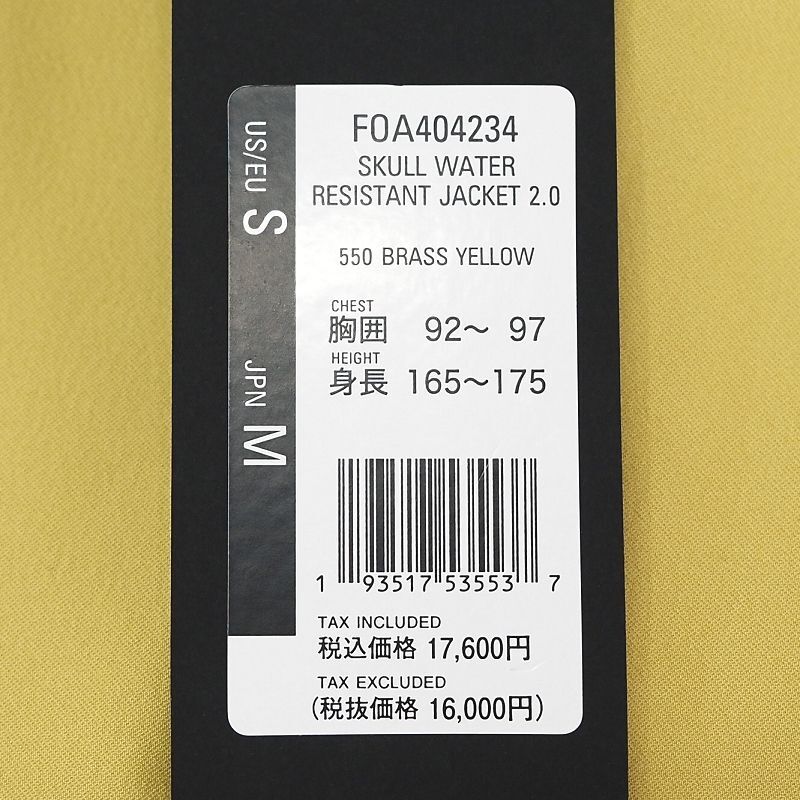 US/EU S
JPN M
FOA404234
SKULL WATER
RESISTANT JACKET 2.0
550 BRASS YELLOW
CHEST
胸囲 92〜 97
HEIGHT
身長 165〜175
1 93517 53553 7
TAX INCLUDED
税込価格 17,600円
TAX EXCLUDED
(税抜価格 16,000円)